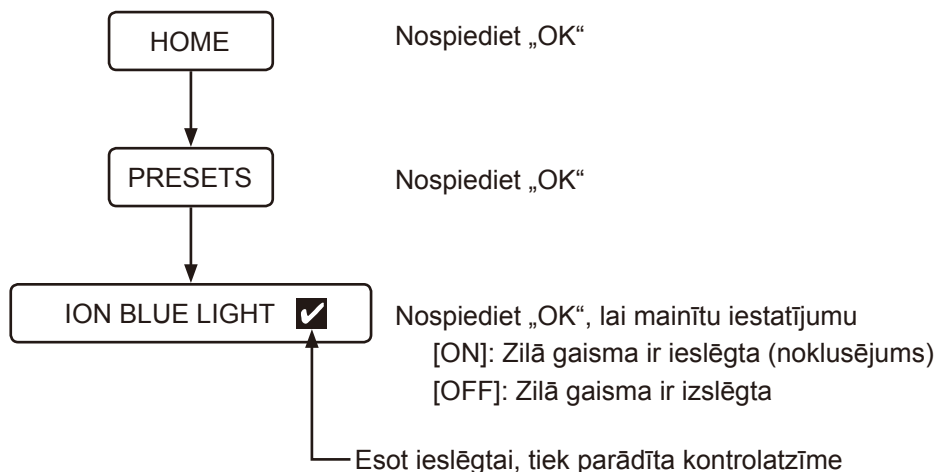 HOME
Nospiediet „OK“
PRESETS
Nospiediet „OK“
ION BLUE LIGHT ✔
Nospiediet „OK“, lai mainītu iestatījumu
[ON]: Zilā gaisma ir ieslēgta (noklusējums)
[OFF]: Zilā gaisma ir izslēgta
Esot ieslēgtai, tiek parādīta kontrolatzīme